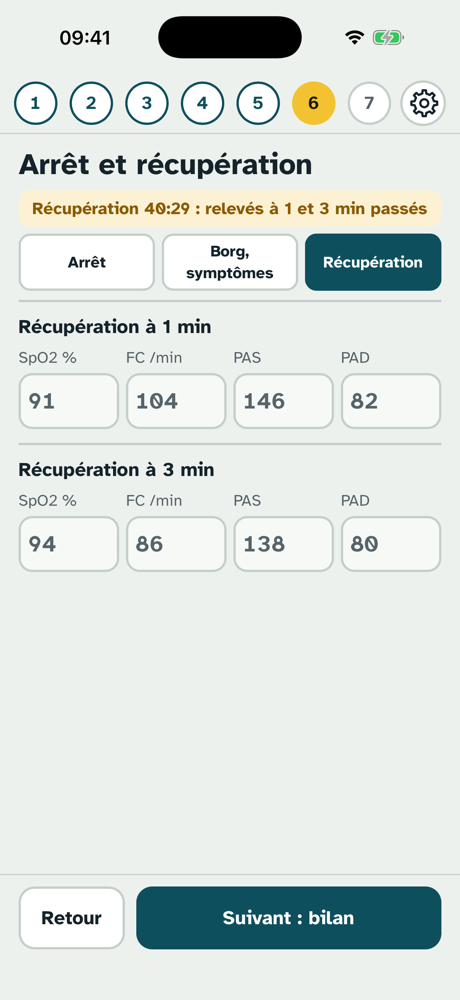 09:41
1 2 3 4 5 6 7
Arrêt et récupération
Récupération 40:29 : relevés à 1 et 3 min passés
Arrêt
Borg,
symptômes
Récupération
Récupération à 1 min
SpO2 % FC /min PAS PAD
91 104 146 82
Récupération à 3 min
SpO2 % FC /min PAS PAD
94 86 138 80
Retour
Suivant : bilan